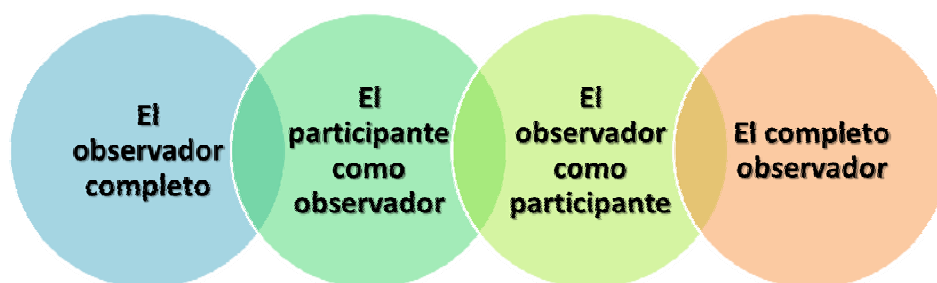 El
observador
completo
El
participante
como
observador
El
observador
como
participante
El completo
observador